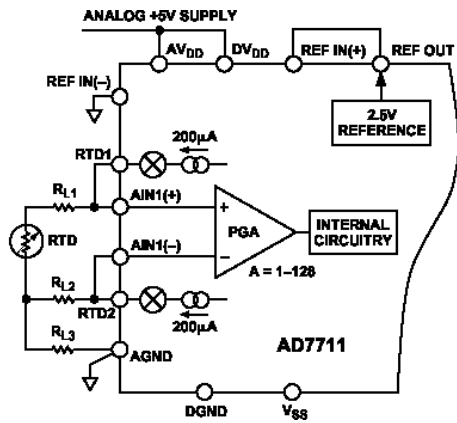 ANALOG +5V SUPPLY
AVDD
DVDD
REF IN(+)
REF OUT
REF IN(–)
2.5V
REFERENCE
200µA
RTD1
RL1
AIN1(+)
RTD
PGA
INTERNAL
CIRCUITRY
AIN1(–)
A = 1–128
RL2
RTD2
200µA
RL3
AD7711
AGND
DGND
VSS